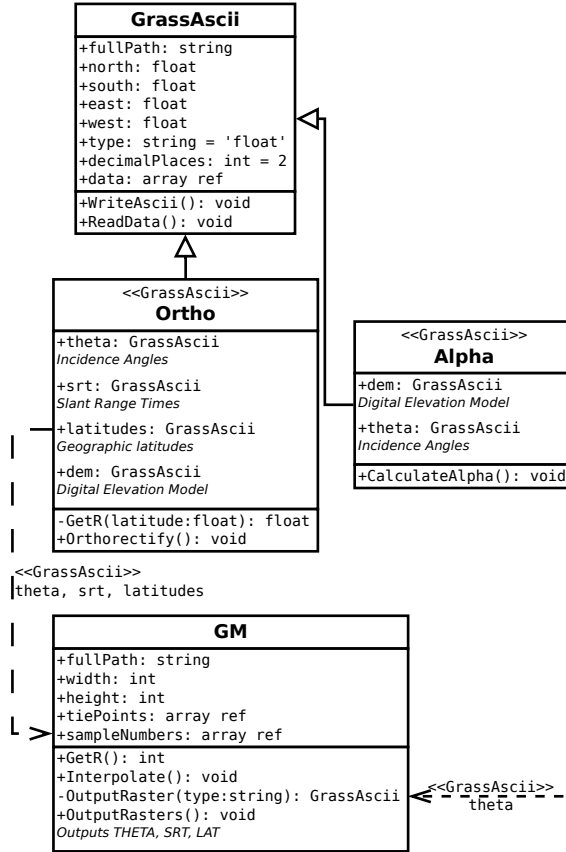 GrassAscii
+fullPath: string
+north: float
+south: float
+east: float
+west: float
+type: string = 'float'
+decimalPlaces: int = 2
+data: array ref
+WriteAscii(): void
+ReadData(): void
<<GrassAscii>>
Ortho
+theta: GrassAscii
Incidence Angles
+srt: GrassAscii
Slant Range Times
+latitudes: GrassAscii
Geographic latitudes
+dem: GrassAscii
Digital Elevation Model
-GetR(latitude:float): float
+Orthorectify(): void
<<GrassAscii>>
Alpha
+dem: GrassAscii
Digital Elevation Model
+theta: GrassAscii
Incidence Angles
+CalculateAlpha(): void
<<GrassAscii>>
theta, srt, latitudes
GM
+fullPath: string
+width: int
+height: int
+tiePoints: array ref
+sampleNumbers: array ref
+GetR(): int
+Interpolate(): void
-OutputRaster(type:string): GrassAscii
+OutputRasters(): void
Outputs THETA, SRT, LAT
<<GrassAscii>>
theta